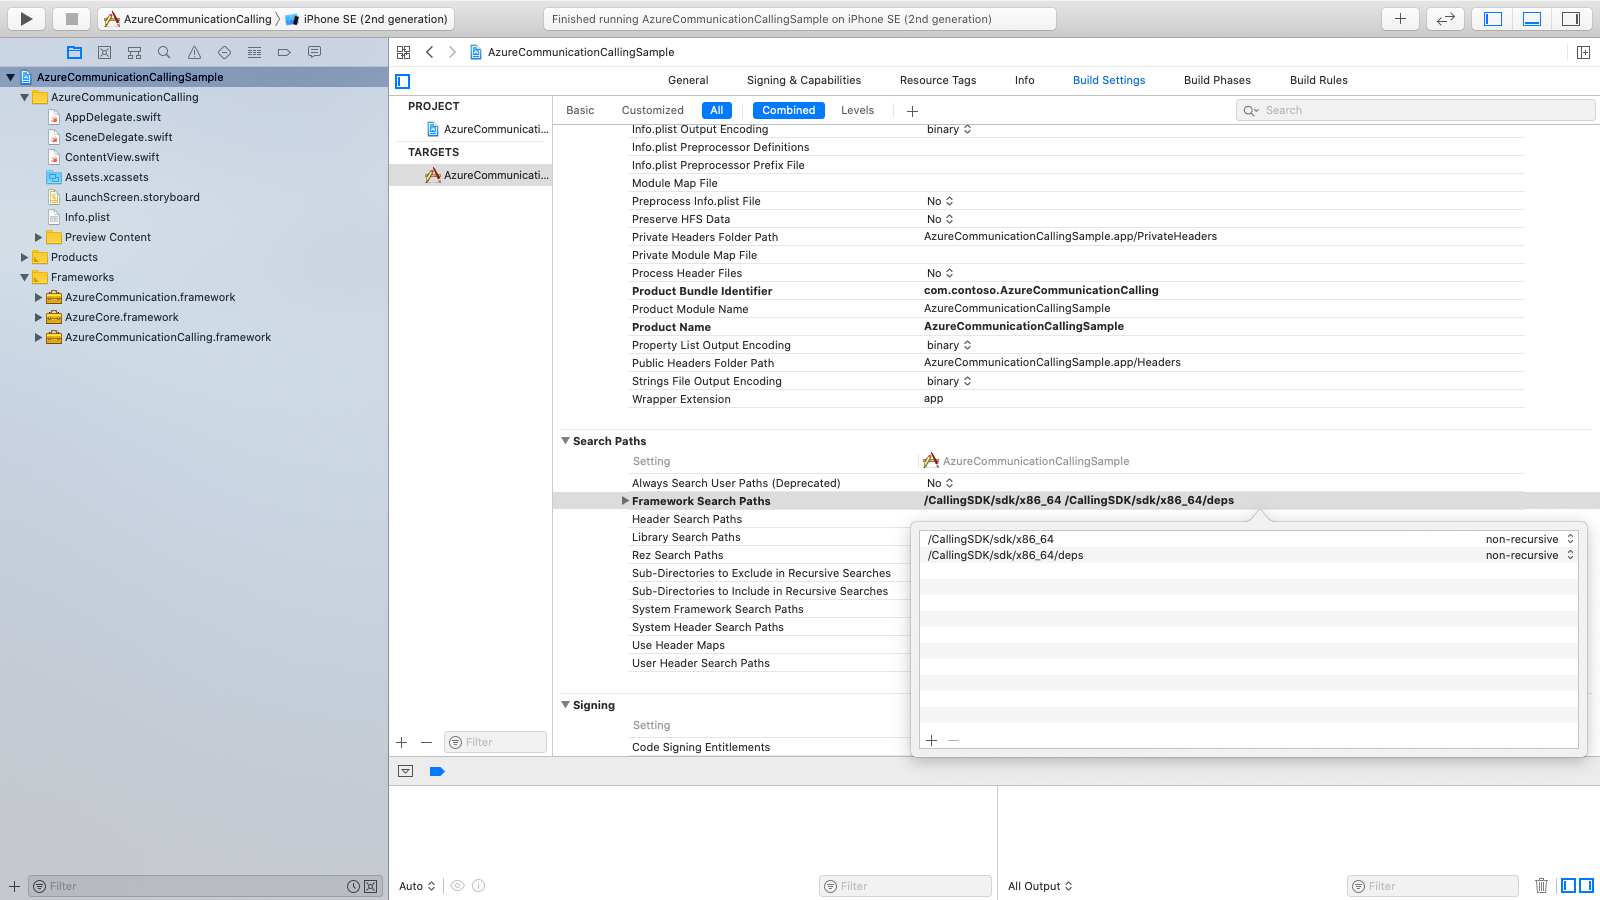 AzureCommunicationCalling
iPhone SE (2nd generation)
Finished running AzureCommunicationCallingSample on iPhone SE (2nd generation)
AzureCommunicationCallingSample
AzureCommunicationCalling
AppDelegate.swift
SceneDelegate.swift
ContentView.swift
Assets.xcassets
LaunchScreen.storyboard
Info.plist
Preview Content
Products
Frameworks
AzureCommunication.framework
AzureCore.framework
AzureCommunicationCalling.framework
Filter
AzureCommunicationCallingSample
General
Signing & Capabilities
Resource Tags
Info
Build Settings
Build Phases
Build Rules
PROJECT
AzureCommunicati...
TARGETS
AzureCommunicati...
Filter
Basic
Customized
All
Combined
Levels
Search
Info.plist Output Encoding binary
Info.plist Preprocessor Definitions
Info.plist Preprocessor Prefix File
Module Map File
Preprocess Info.plist File No
Preserve HFS Data No
Private Headers Folder Path AzureCommunicationCallingSample.app/PrivateHeaders
Private Module Map File
Process Header Files No
Product Bundle Identifier com.contoso.AzureCommunicationCalling
Product Module Name AzureCommunicationCallingSample
Product Name AzureCommunicationCallingSample
Property List Output Encoding binary
Public Headers Folder Path AzureCommunicationCallingSample.app/Headers
Strings File Output Encoding binary
Wrapper Extension app
Search Paths
Setting AzureCommunicationCallingSample
Always Search User Paths (Deprecated) No
Framework Search Paths /CallingSDK/sdk/x86_64 /CallingSDK/sdk/x86_64/deps
Header Search Paths
Library Search Paths
Rez Search Paths
Sub-Directories to Exclude in Recursive Searches
Sub-Directories to Include in Recursive Searches
System Framework Search Paths
System Header Search Paths
Use Header Maps
User Header Search Paths
/CallingSDK/sdk/x86_64 non-recursive
/CallingSDK/sdk/x86_64/deps non-recursive
Signing
Setting
Code Signing Entitlements
Auto
Filter
All Output
Filter